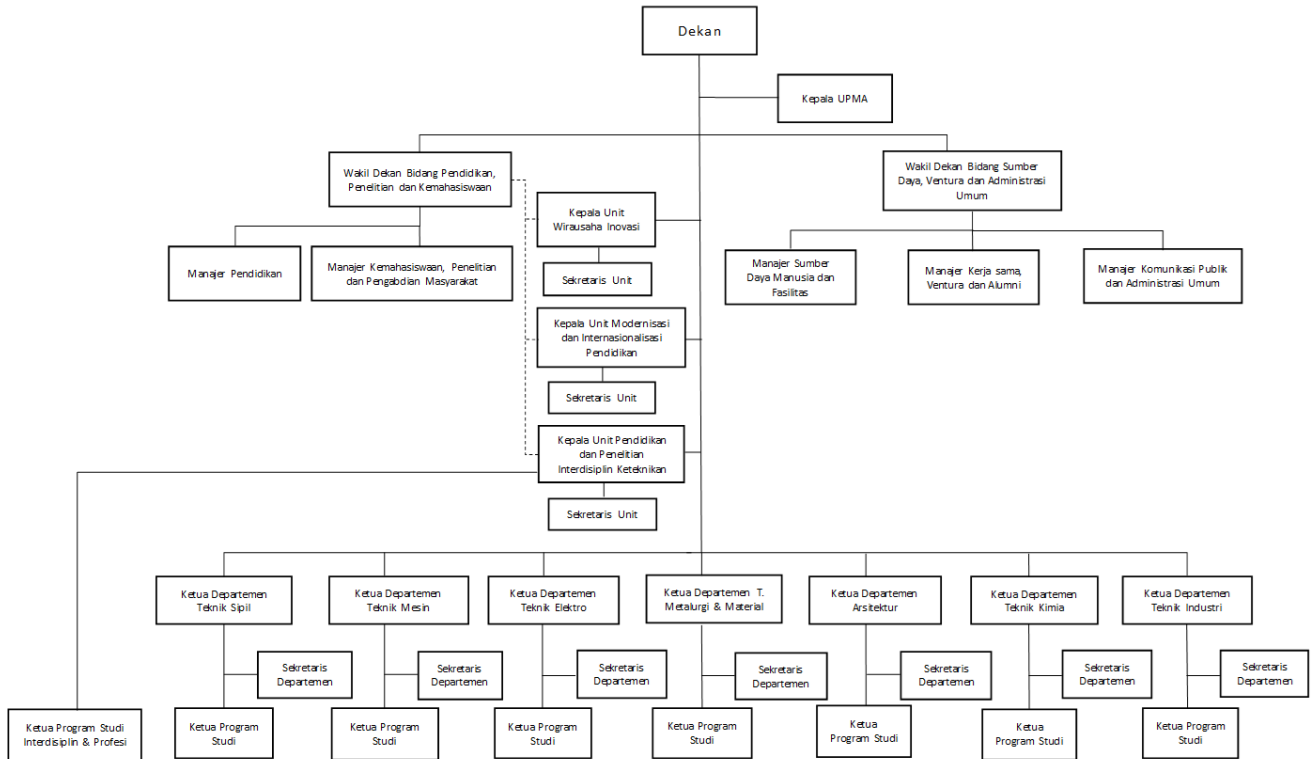 Dekan
Kepala UPMA
Wakil Dekan Bidang Pendidikan,
Penelitian dan Kemahasiswaan
Wakil Dekan Bidang Sumber
Daya, Ventura dan Administrasi
Umum
Kepala Unit
Wirausaha Inovasi
Manajer Pendidikan
Manajer Kemahasiswaan, Penelitian
dan Pengabdian Masyarakat
Sekretaris Unit
Manajer Sumber
Daya Manusia dan
Fasilitas
Manajer Kerja sama,
Ventura dan Alumni
Manajer Komunikasi Publik
dan Administrasi Umum
Kepala Unit Modernisasi
dan Internasionalisasi
Pendidikan
Sekretaris Unit
Kepala Unit Pendidikan
dan Penelitian
Interdisiplin Keteknikan
Sekretaris Unit
Ketua Departemen
Teknik Sipil
Ketua Departemen
Teknik Mesin
Ketua Departemen
Teknik Elektro
Ketua Departemen T.
Metalurgi & Material
Ketua Departemen
Arsitektur
Ketua Departemen
Teknik Kimia
Ketua Departemen
Teknik Industri
Sekretaris
Departemen
Sekretaris
Departemen
Sekretaris
Departemen
Sekretaris
Departemen
Sekretaris
Departemen
Sekretaris
Departemen
Sekretaris
Departemen
Ketua Program Studi
Interdisiplin & Profesi
Ketua Program
Studi
Ketua Program
Studi
Ketua Program
Studi
Ketua Program
Studi
Ketua
Program Studi
Ketua
Program Studi
Ketua Program
Studi